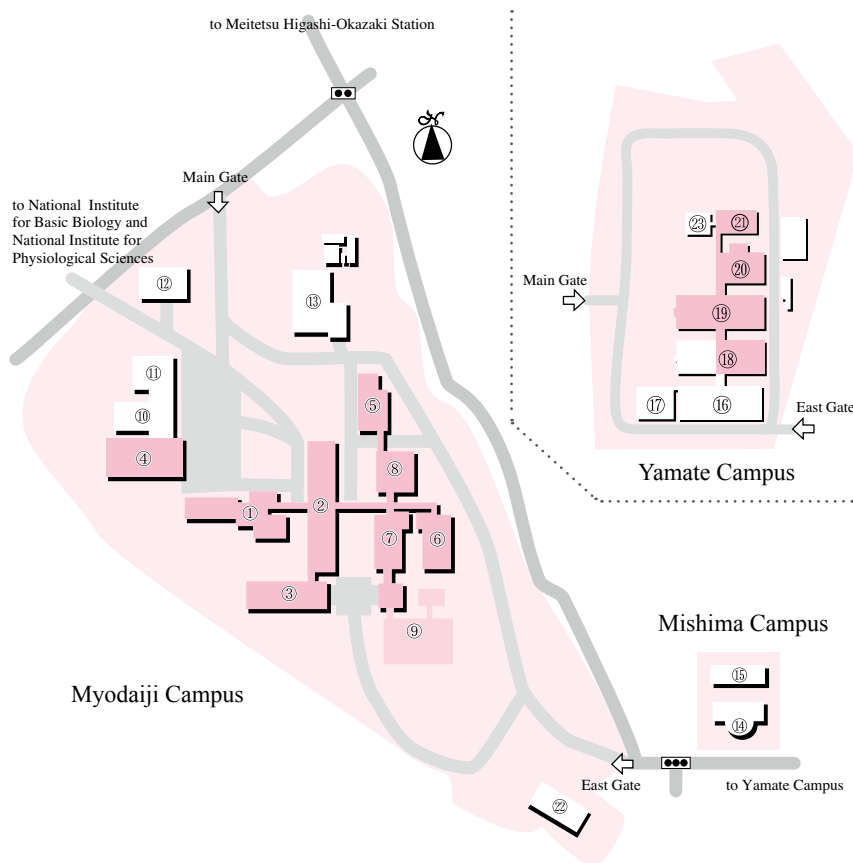 to Meitetsu Higashi-Okazaki Station
N
Main Gate
to National Institute
for Basic Biology and
National Institute for
Physiological Sciences
⑫
⑬
⑪
⑩
④
⑤
⑧
①
②
⑦
⑥
③
⑨
Myodaiji Campus
㉓
㉑
⑳
Main Gate
⑲
⑱
⑰
⑯
East Gate
Yamate Campus
Mishima Campus
⑮
⑭
East Gate
to Yamate Campus
㉒